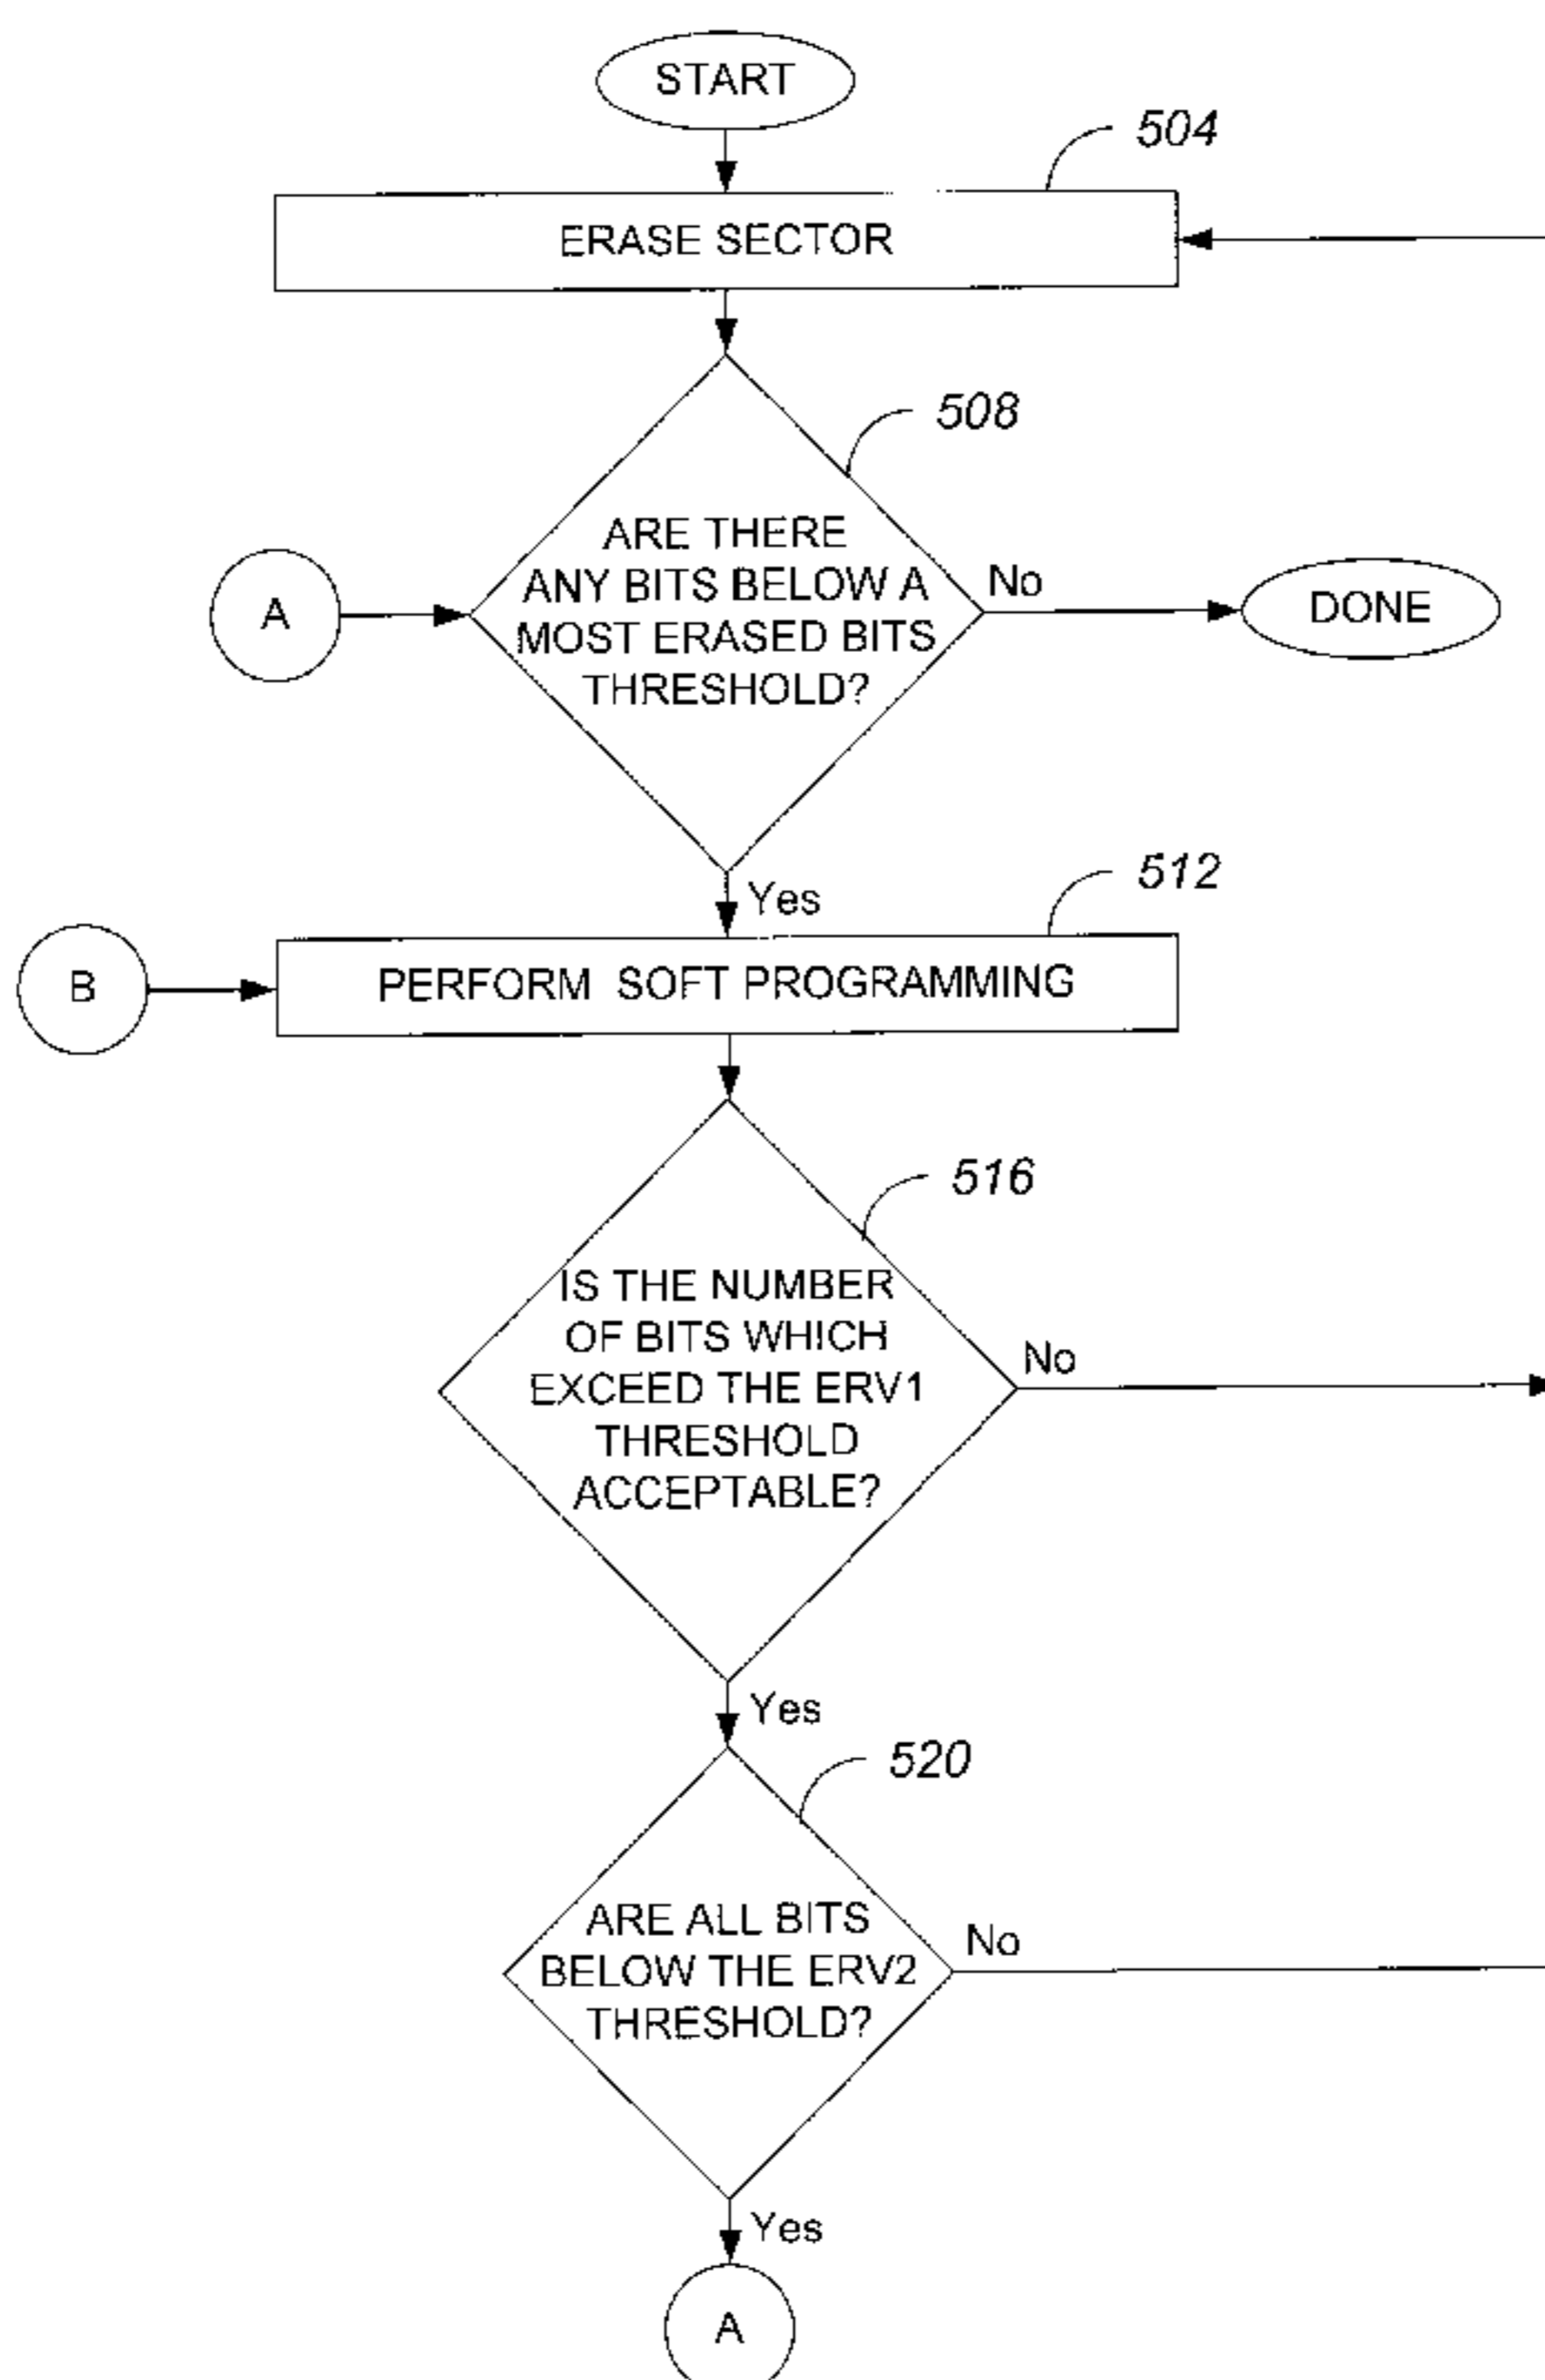 START
504
ERASE SECTOR
508
ARE THERE
ANY BITS BELOW A
MOST ERASED BITS
THRESHOLD?
No
DONE
A
Yes
512
B
PERFORM SOFT PROGRAMMING
516
IS THE NUMBER
OF BITS WHICH
EXCEED THE ERV1
THRESHOLD
ACCEPTABLE?
No
Yes
520
ARE ALL BITS
BELOW THE ERV2
THRESHOLD?
No
Yes
A